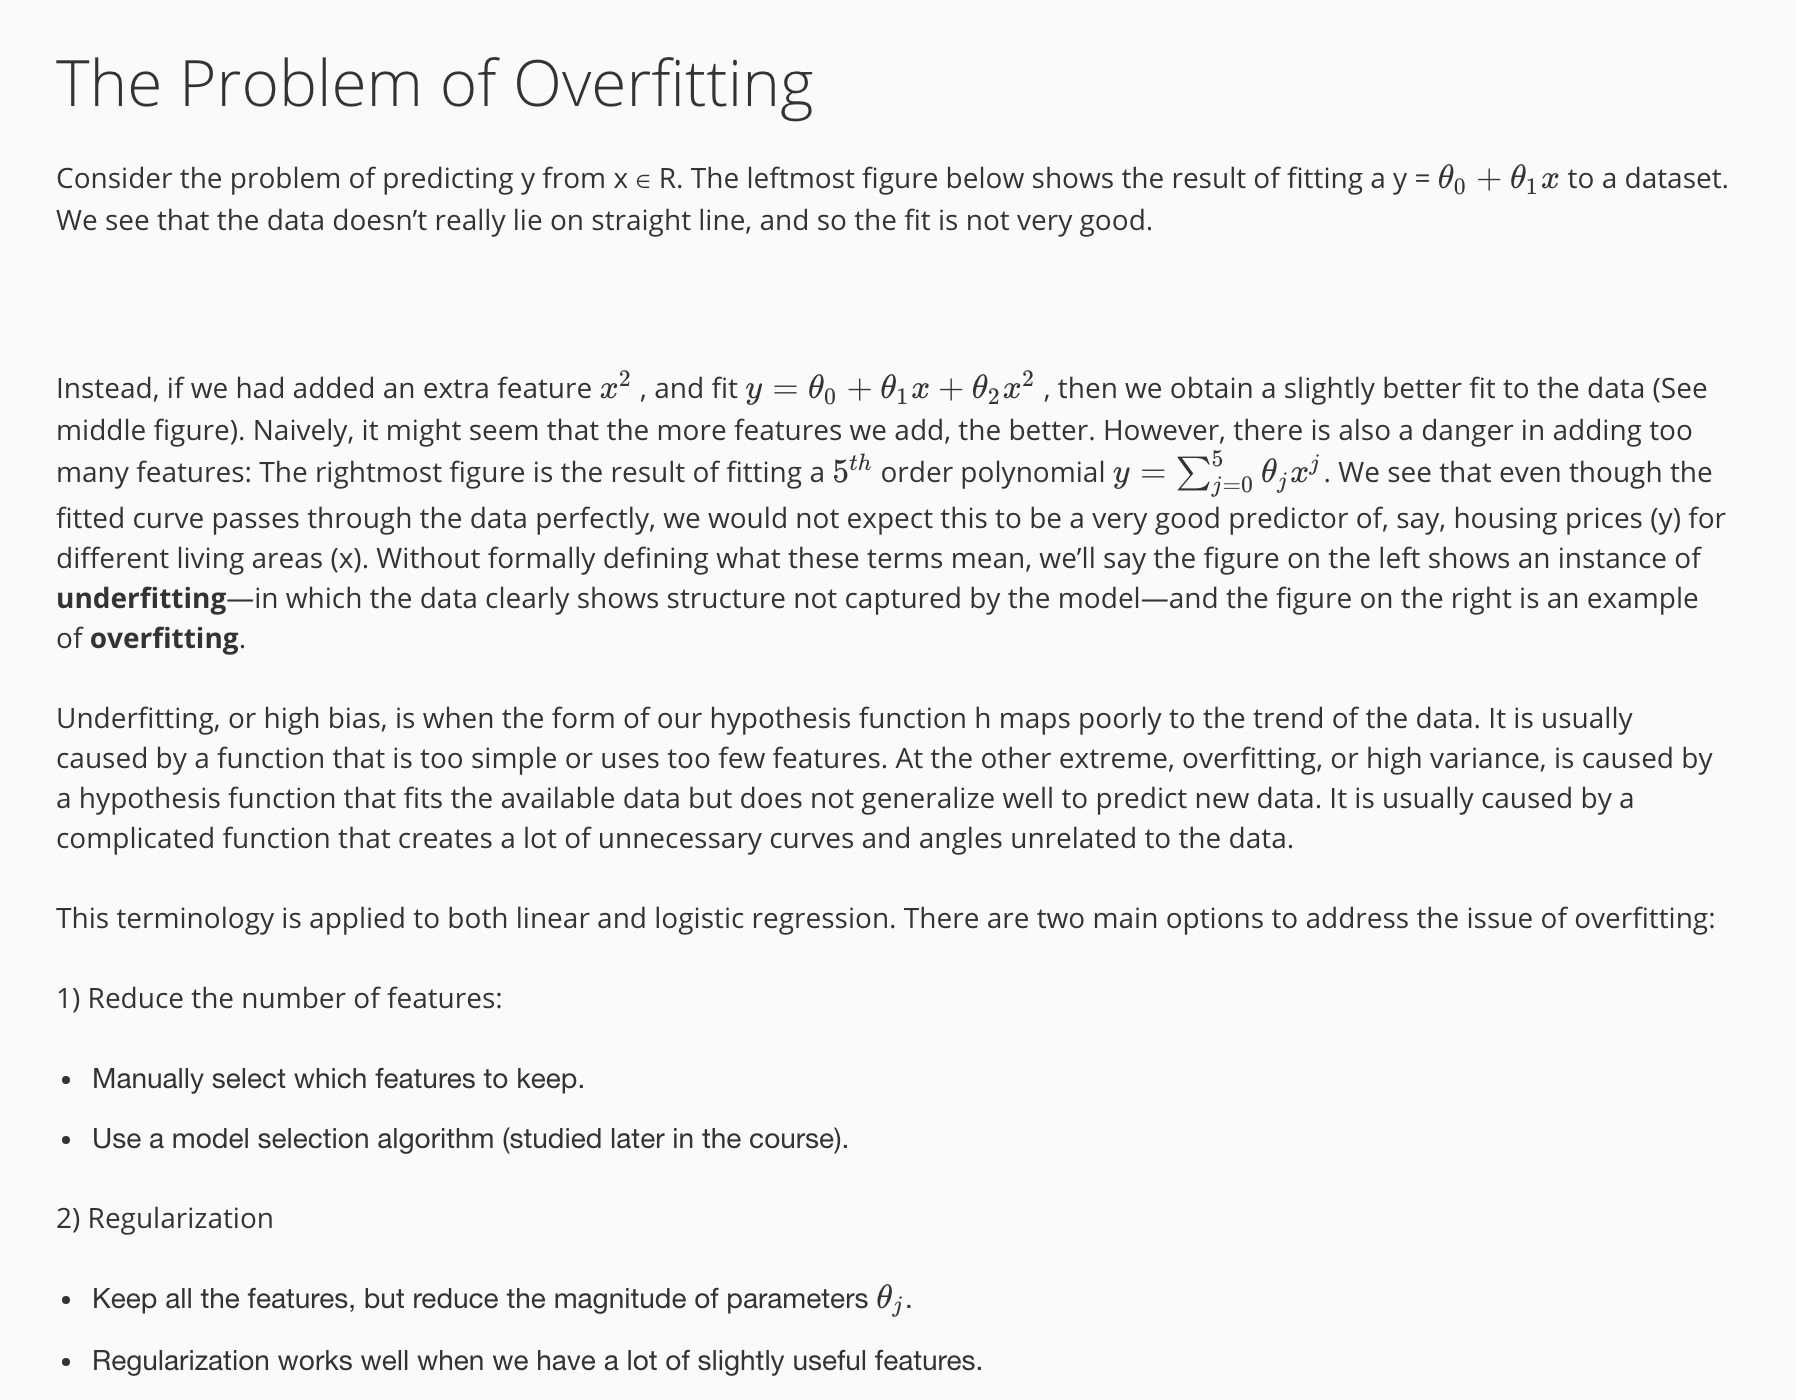 The Problem of Overfitting
Consider the problem of predicting y from x ∈ R. The leftmost figure below shows the result of fitting a y = θ₀ + θ₁x to a dataset.
We see that the data doesn’t really lie on straight line, and so the fit is not very good.
Instead, if we had added an extra feature x² , and fit y = θ₀ + θ₁x + θ₂x² , then we obtain a slightly better fit to the data (See
middle figure). Naively, it might seem that the more features we add, the better. However, there is also a danger in adding too
many features: The rightmost figure is the result of fitting a 5ᵗʰ order polynomial y = ∑⁵ⱼ₌₀ θⱼxʲ. We see that even though the
fitted curve passes through the data perfectly, we would not expect this to be a very good predictor of, say, housing prices (y) for
different living areas (x). Without formally defining what these terms mean, we’ll say the figure on the left shows an instance of
underfitting—in which the data clearly shows structure not captured by the model—and the figure on the right is an example
of overfitting.
Underfitting, or high bias, is when the form of our hypothesis function h maps poorly to the trend of the data. It is usually
caused by a function that is too simple or uses too few features. At the other extreme, overfitting, or high variance, is caused by
a hypothesis function that fits the available data but does not generalize well to predict new data. It is usually caused by a
complicated function that creates a lot of unnecessary curves and angles unrelated to the data.
This terminology is applied to both linear and logistic regression. There are two main options to address the issue of overfitting:
1) Reduce the number of features:
• Manually select which features to keep.
• Use a model selection algorithm (studied later in the course).
2) Regularization
• Keep all the features, but reduce the magnitude of parameters θⱼ.
• Regularization works well when we have a lot of slightly useful features.